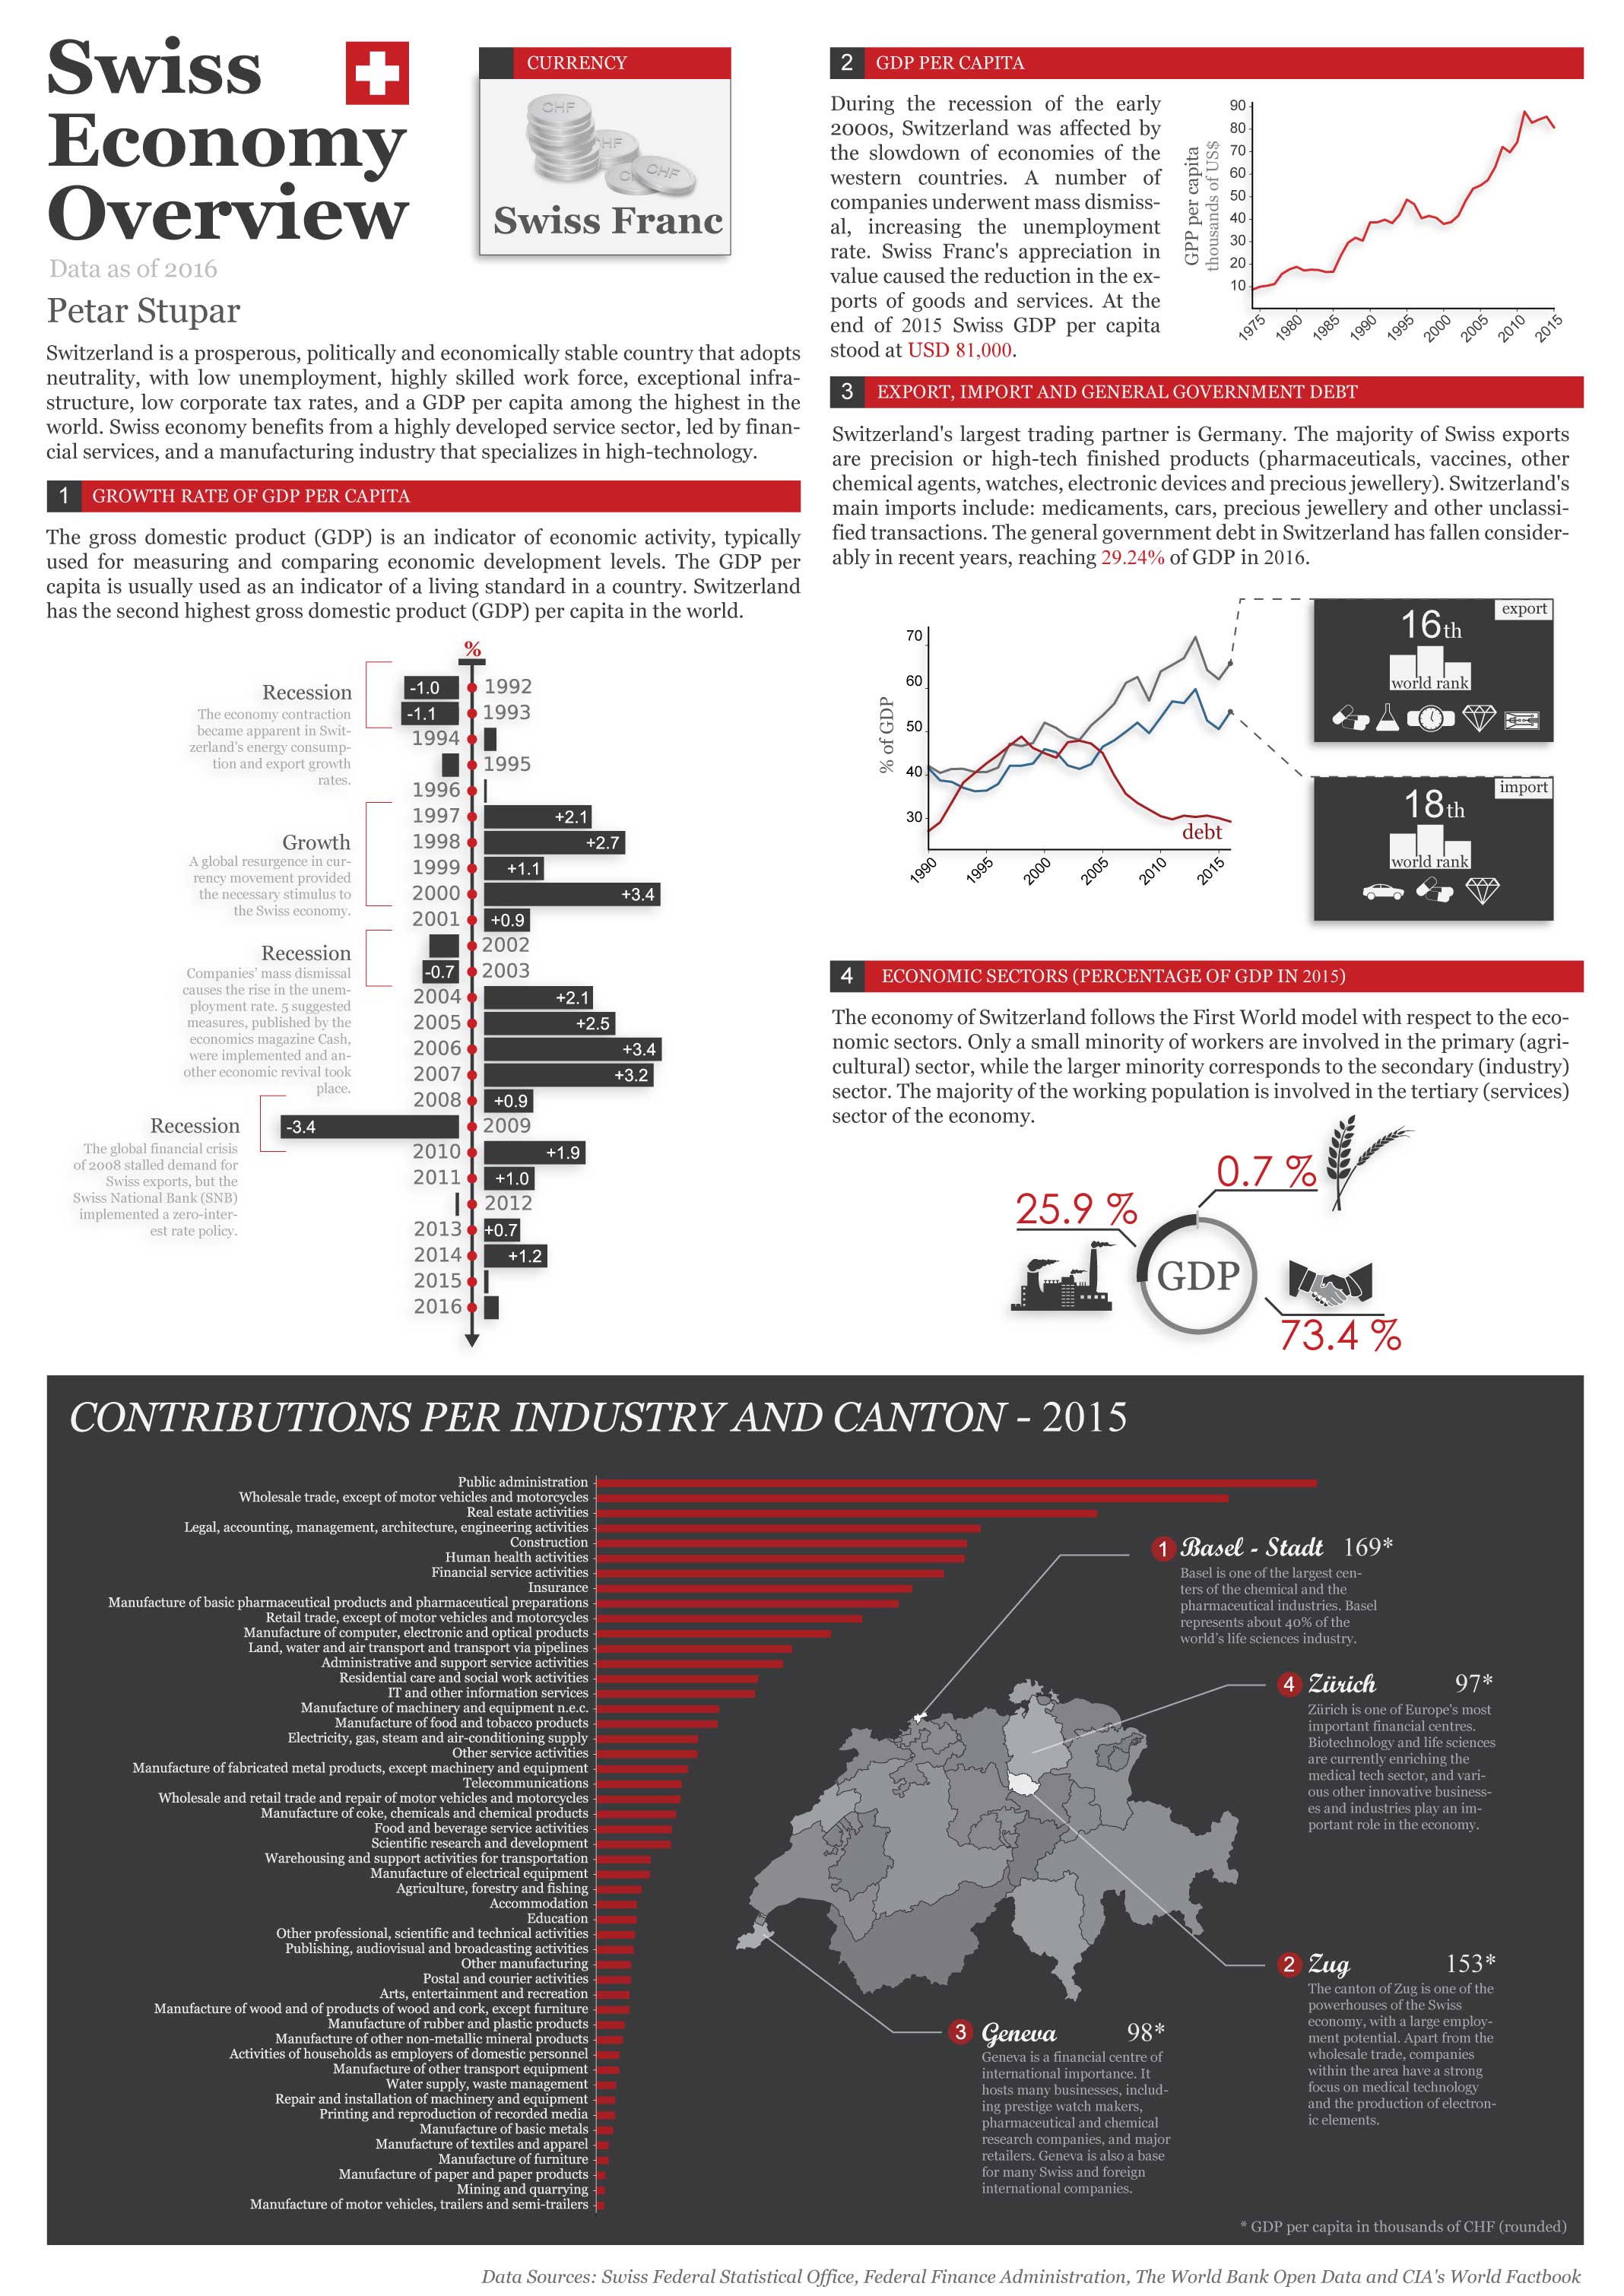 Swiss
Economy
Overview
Data as of 2016
Petar Stupar
CURRENCY
CHF
CHF
Swiss Franc
Switzerland is a prosperous, politically and economically stable country that adopts
neutrality, with low unemployment, highly skilled work force, exceptional infra-
structure, low corporate tax rates, and a GDP per capita among the highest in the
world. Swiss economy benefits from a highly developed service sector, led by finan-
cial services, and a manufacturing industry that specializes in high-technology.
1 GROWTH RATE OF GDP PER CAPITA
The gross domestic product (GDP) is an indicator of economic activity, typically
used for measuring and comparing economic development levels. The GDP per
capita is usually used as an indicator of a living standard in a country. Switzerland
has the second highest gross domestic product (GDP) per capita in the world.
%
-1.0 1992
-1.1 1993
1994
1995
1996
1997 +2.1
1998 +2.7
1999 +1.1
2000 +3.4
2001 +0.9
2002
-0.7 2003
2004 +2.1
2005 +2.5
2006 +3.4
2007 +3.2
2008 +0.9
-3.4 2009
2010 +1.9
2011 +1.0
2012
2013 +0.7
2014 +1.2
2015
2016
Recession
The economy contraction
became apparent in Swit-
zerland's energy consump-
tion and export growth
rates.
Growth
A global resurgence in cur-
rency movement provided
the necessary stimulus to
the Swiss economy.
Recession
Companies' mass dismissal
causes the rise in the unem-
ployment rate. 5 suggested
measures, published by the
economics magazine Cash,
were implemented and an-
other economic revival took
place.
Recession
The global financial crisis
of 2008 stalled demand for
Swiss exports, but the
Swiss National Bank (SNB)
implemented a zero-inter-
est rate policy.
2 GDP PER CAPITA
During the recession of the early
2000s, Switzerland was affected by
the slowdown of economies of the
western countries. A number of
companies underwent mass dismiss-
al, increasing the unemployment
rate. Swiss Franc's appreciation in
value caused the reduction in the ex-
ports of goods and services. At the
end of 2015 Swiss GDP per capita
stood at USD 81,000.
GPP per capita
thousands of US$
90
80
70
60
50
40
30
20
10
1975 1980 1985 1990 1995 2000 2005 2010 2015
3 EXPORT, IMPORT AND GENERAL GOVERNMENT DEBT
Switzerland's largest trading partner is Germany. The majority of Swiss exports
are precision or high-tech finished products (pharmaceuticals, vaccines, other
chemical agents, watches, electronic devices and precious jewellery). Switzerland's
main imports include: medicaments, cars, precious jewellery and other unclassi-
fied transactions. The general government debt in Switzerland has fallen consider-
ably in recent years, reaching 29.24% of GDP in 2016.
% of GDP
70
60
50
40
30
1990 1995 2000 2005 2010 2015
debt
export
16th
world rank
import
18th
world rank
4 ECONOMIC SECTORS (PERCENTAGE OF GDP IN 2015)
The economy of Switzerland follows the First World model with respect to the eco-
nomic sectors. Only a small minority of workers are involved in the primary (agri-
cultural) sector, while the larger minority corresponds to the secondary (industry)
sector. The majority of the working population is involved in the tertiary (services)
sector of the economy.
0.7 %
25.9 %
GDP
73.4 %
CONTRIBUTIONS PER INDUSTRY AND CANTON - 2015
Public administration
Wholesale trade, except of motor vehicles and motorcycles
Real estate activities
Legal, accounting, management, architecture, engineering activities
Construction
Human health activities
Financial service activities
Insurance
Manufacture of basic pharmaceutical products and pharmaceutical preparations
Retail trade, except of motor vehicles and motorcycles
Manufacture of computer, electronic and optical products
Land, water and air transport and transport via pipelines
Administrative and support service activities
Residential care and social work activities
IT and other information services
Manufacture of machinery and equipment n.e.c.
Manufacture of food and tobacco products
Electricity, gas, steam and air-conditioning supply
Other service activities
Manufacture of fabricated metal products, except machinery and equipment
Telecommunications
Wholesale and retail trade and repair of motor vehicles and motorcycles
Manufacture of coke, chemicals and chemical products
Food and beverage service activities
Scientific research and development
Warehousing and support activities for transportation
Manufacture of electrical equipment
Agriculture, forestry and fishing
Accommodation
Education
Other professional, scientific and technical activities
Publishing, audiovisual and broadcasting activities
Other manufacturing
Postal and courier activities
Arts, entertainment and recreation
Manufacture of wood and of products of wood and cork, except furniture
Manufacture of rubber and plastic products
Manufacture of other non-metallic mineral products
Activities of households as employers of domestic personnel
Manufacture of other transport equipment
Water supply, waste management
Repair and installation of machinery and equipment
Printing and reproduction of recorded media
Manufacture of basic metals
Manufacture of textiles and apparel
Manufacture of furniture
Manufacture of paper and paper products
Mining and quarrying
Manufacture of motor vehicles, trailers and semi-trailers
1 Basel - Stadt 169*
Basel is one of the largest cen-
ters of the chemical and the
pharmaceutical industries. Basel
represents about 40% of the
world's life sciences industry.
4 Zürich 97*
Zürich is one of Europe's most
important financial centres.
Biotechnology and life sciences
are currently enriching the
medical tech sector, and vari-
ous other innovative business-
es and industries play an im-
portant role in the economy.
2 Zug 153*
The canton of Zug is one of the
powerhouses of the Swiss
economy, with a large employ-
ment potential. Apart from the
wholesale trade, companies
within the area have a strong
focus on medical technology
and the production of electron-
ic elements.
3 Geneva 98*
Geneva is a financial centre of
international importance. It
hosts many businesses, includ-
ing prestige watch makers,
pharmaceutical and chemical
research companies, and major
retailers. Geneva is also a base
for many Swiss and foreign
international companies.
* GDP per capita in thousands of CHF (rounded)
Data Sources: Swiss Federal Statistical Office, Federal Finance Administration, The World Bank Open Data and CIA's World Factbook